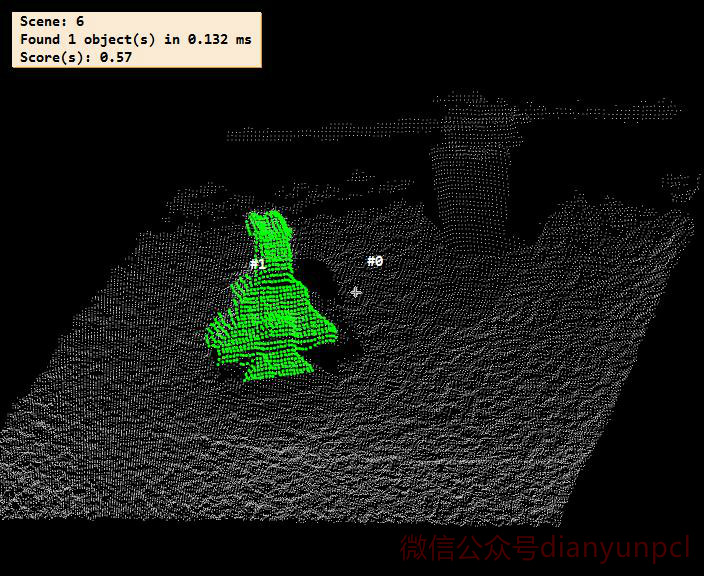 Scene: 6
Found 1 object(s) in 0.132 ms
Score(s): 0.57
#1
#0
微信公众号dianyunpcl